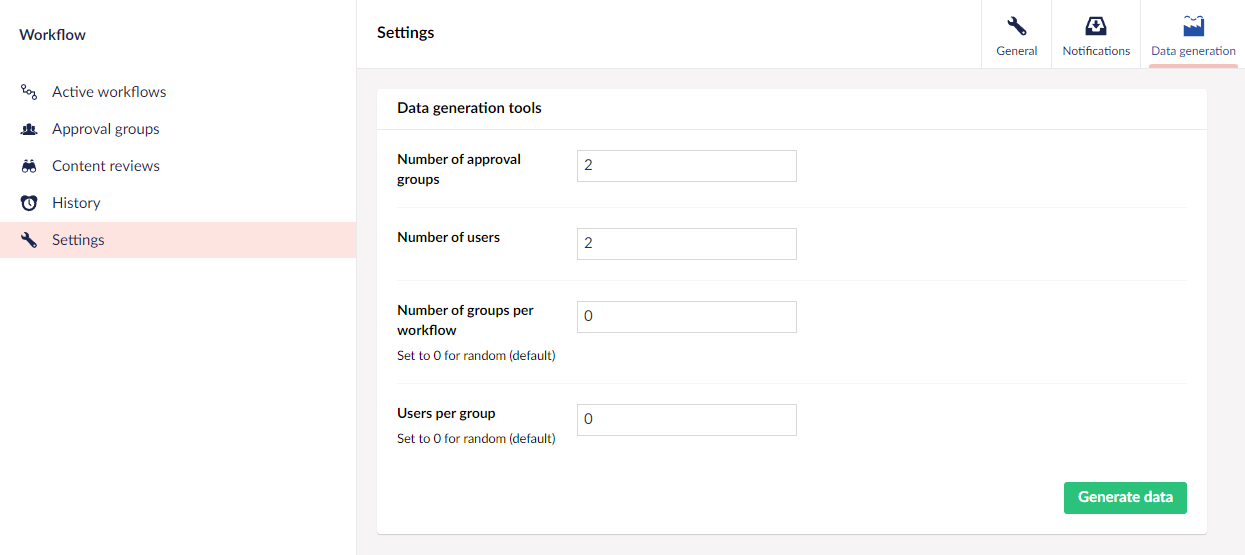 Workflow
Active workflows
Approval groups
Content reviews
History
Settings
Settings
General
Notifications
Data generation
Data generation tools
Number of approval
groups
2
Number of users
2
Number of groups per
workflow
Set to 0 for random (default)
0
Users per group
Set to 0 for random (default)
0
Generate data